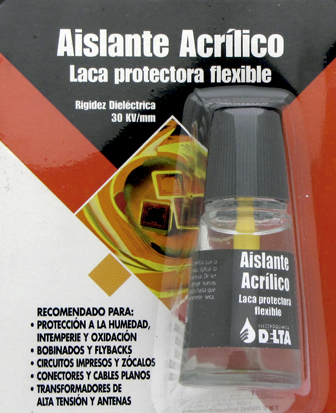 Aislante Acrílico
Laca protectora flexible
Rigidez Dieléctrica
30 KV/mm
Aislante
Acrílico
Laca protectora
flexible
ELECTROQUIMICA
DELTA
RECOMENDADO PARA:
• PROTECCIÓN A LA HUMEDAD,
INTEMPERIE Y OXIDACIÓN
• BOBINADOS Y FLYBACKS
• CIRCUITOS IMPRESOS Y ZÓCALOS
• CONECTORES Y CABLES PLANOS
• TRANSFORMADORES DE
ALTA TENSIÓN Y ANTENAS